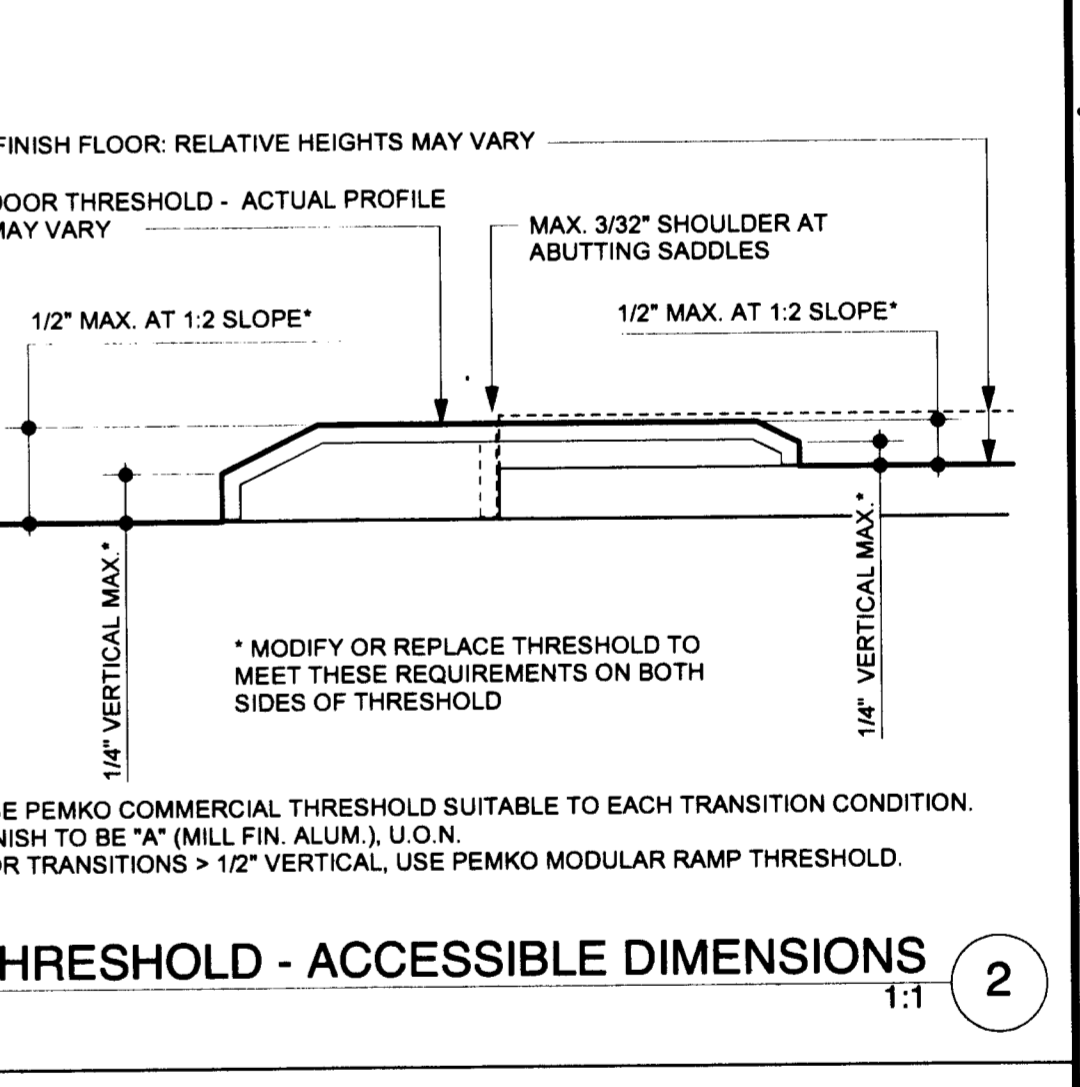 FINISH FLOOR: RELATIVE HEIGHTS MAY VARY
DOOR THRESHOLD - ACTUAL PROFILE
MAY VARY
MAX. 3/32" SHOULDER AT
ABUTTING SADDLES
1/2" MAX. AT 1:2 SLOPE*
1/2" MAX. AT 1:2 SLOPE*
1/4" VERTICAL MAX.*
1/4" VERTICAL MAX.*
* MODIFY OR REPLACE THRESHOLD TO
MEET THESE REQUIREMENTS ON BOTH
SIDES OF THRESHOLD
SE PEMKO COMMERCIAL THRESHOLD SUITABLE TO EACH TRANSITION CONDITION.
NISH TO BE "A" (MILL FIN. ALUM.), U.O.N.
OR TRANSITIONS > 1/2" VERTICAL, USE PEMKO MODULAR RAMP THRESHOLD.
HRESHOLD - ACCESSIBLE DIMENSIONS
1:1
2